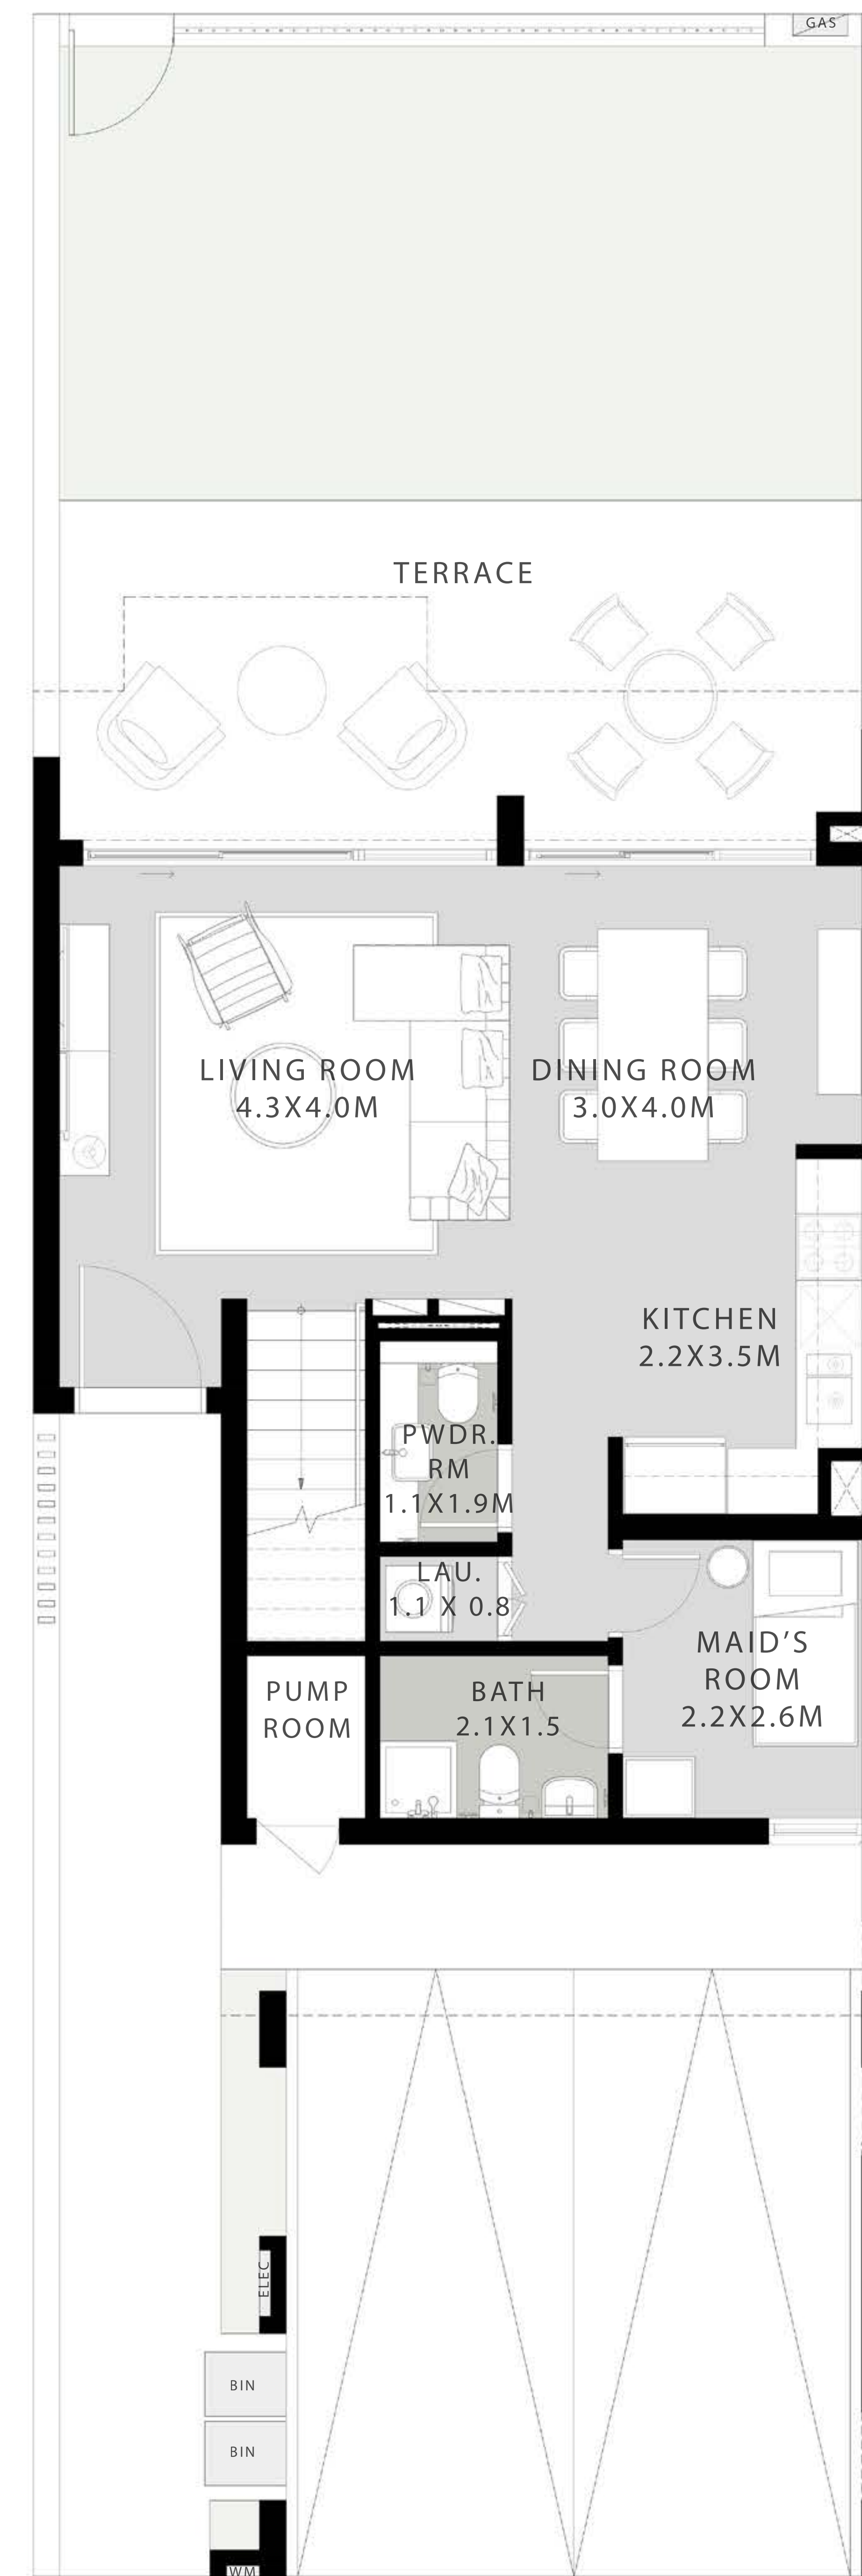 GAS
TERRACE
LIVING ROOM
4.3X4.0M
DINING ROOM
3.0X4.0M
KITCHEN
2.2X3.5M
PWDR.
RM
1.1X1.9M
LAU.
1.1 X 0.8
MAID'S
ROOM
2.2X2.6M
PUMP
ROOM
BATH
2.1X1.5
ELEC
BIN
BIN
WM